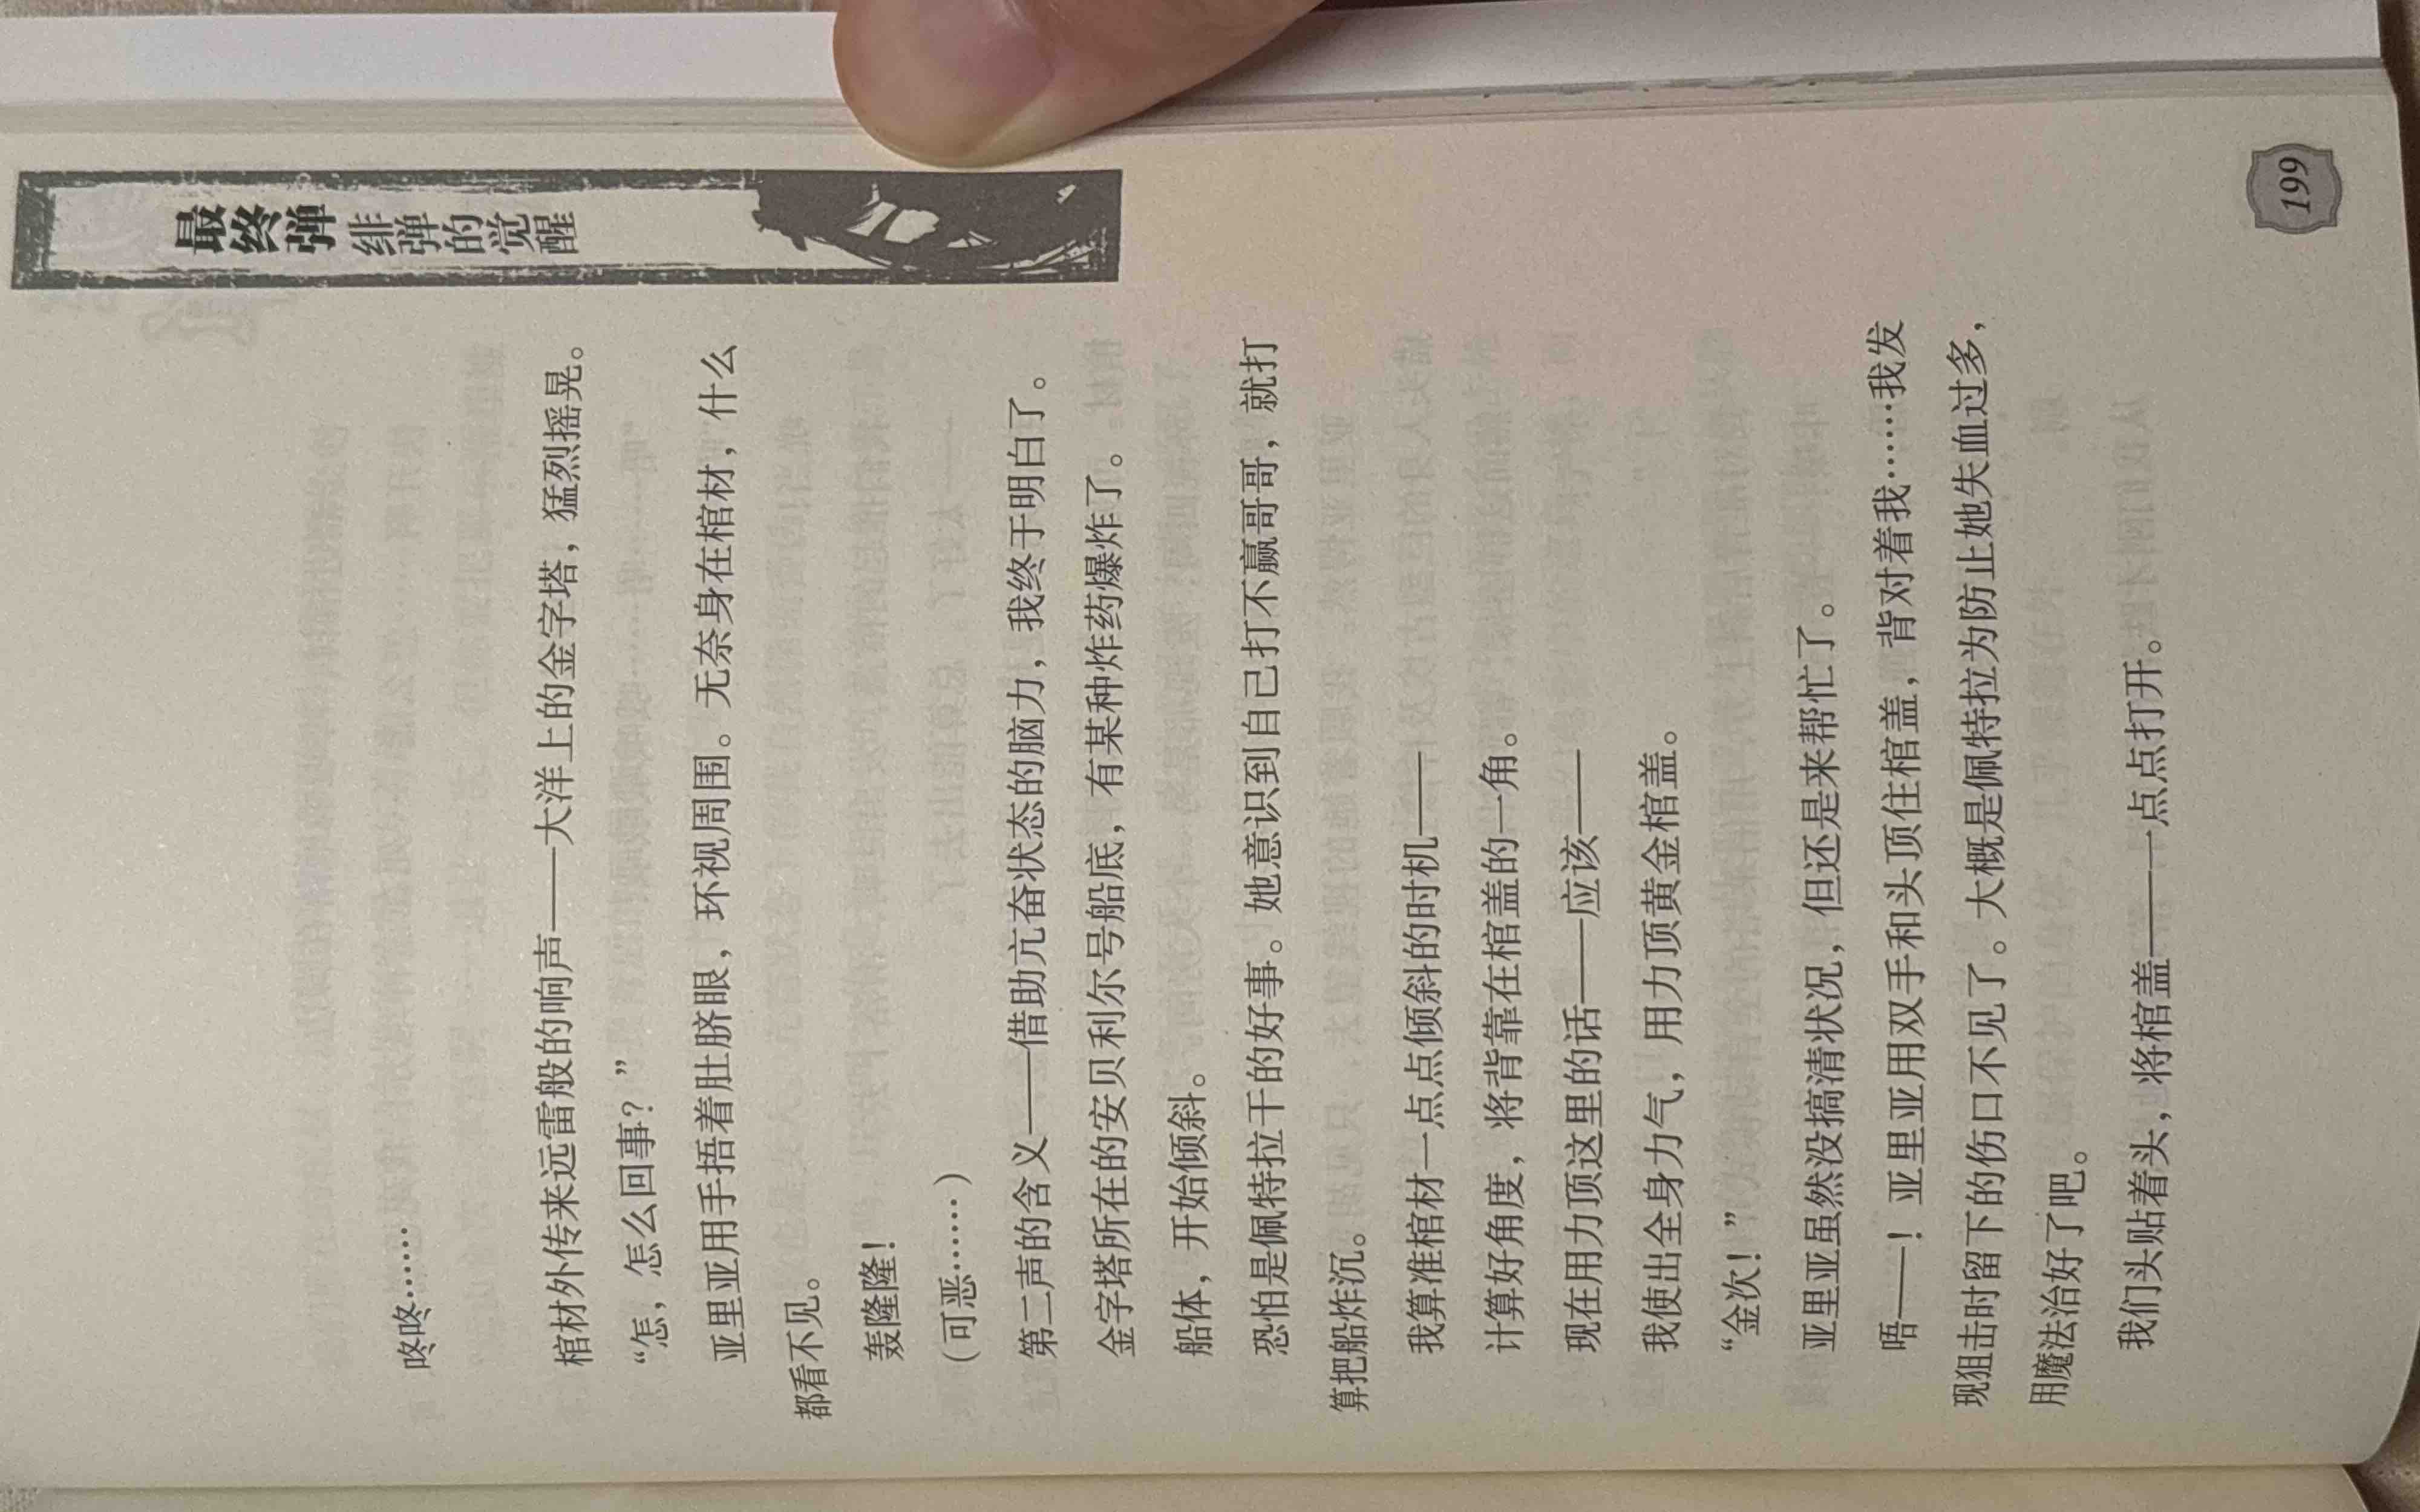 最终弹 绯弹的觉醒
咚咚……
棺材外传来远雷般的响声——大洋上的金字塔，猛烈摇晃。
“怎，怎么回事？”
亚里亚用手捂着肚脐眼，环视周围。无奈身在棺材，什么
都看不见。
轰隆隆！
（可恶……）
第二声的含义——借助亢奋状态的脑力，我终于明白了。
金字塔所在的安贝利尔号船底，有某种炸药爆炸了。
船体，开始倾斜。
恐怕是佩特拉干的好事。她意识到自己打不赢哥哥，就打
算把船炸沉。
我算准棺材一点点倾斜的时机——
计算好角度，将背靠在棺盖的一角。
现在用力顶这里的话——应该——
我使出全身力气，用力顶黄金棺盖。
“金次！”
亚里亚虽然没搞清状况，但还是来帮忙了。
唔——！亚里亚用双手和头顶住棺盖，背对着我……我发
现狙击时留下的伤口不见了。大概是佩特拉为防止她失血过多，
用魔法治好了吧。
我们头贴着头，将棺盖——一点点打开。
199